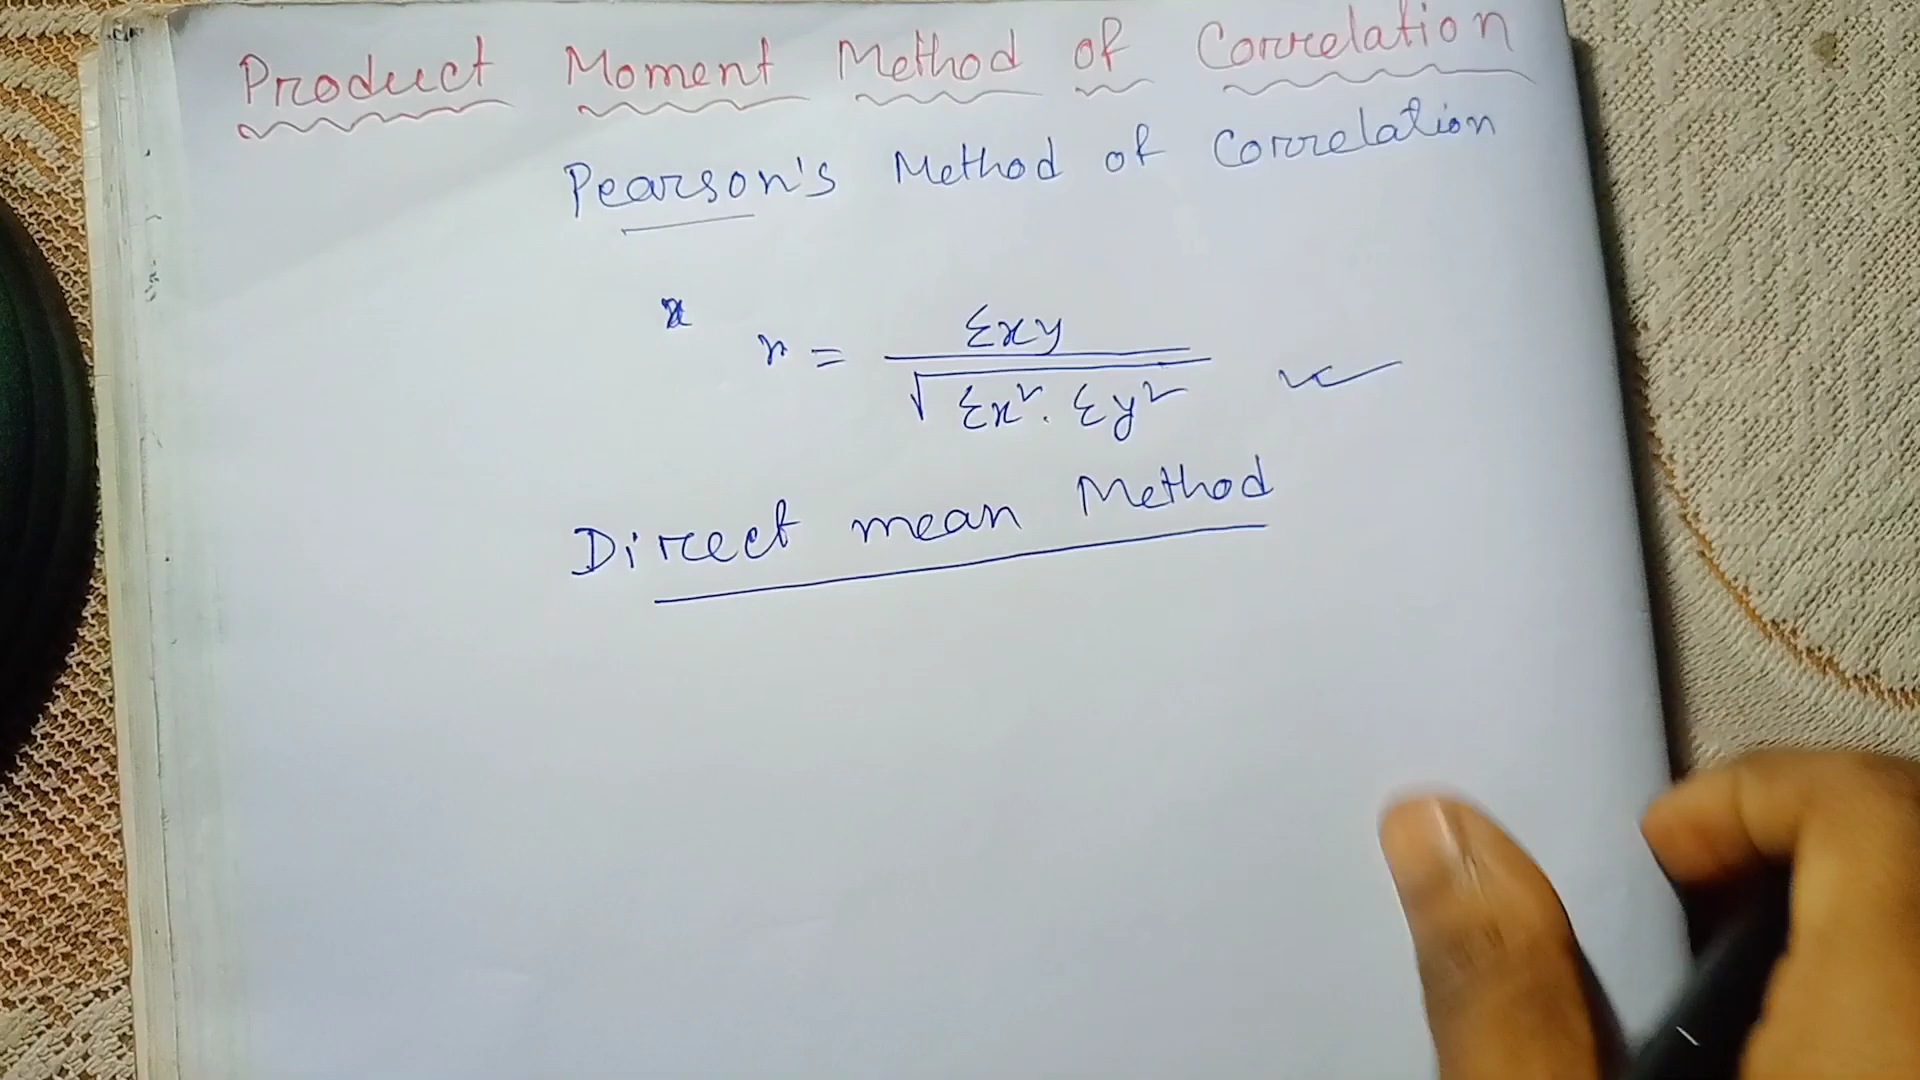 Product Moment Method of Correlation
Pearson's Method of Correlation
r = Σxy / √Σx². Σy²
Direct mean Method